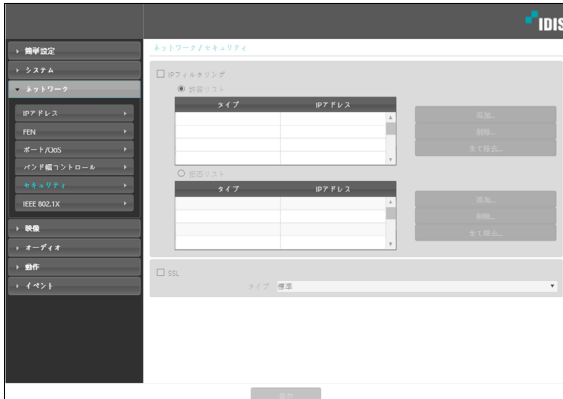 IDIS
簡単設定
システム
ネットワーク
IPアドレス
FEN
ポート/QoS
バンド幅コントロール
セキュリティ
IEEE 802.1X
映像
オーディオ
動作
イベント
ネットワーク / セキュリティ
IPフィルタリング
許容リスト
タイプ IPアドレス
追加...
削除...
全て除去...
拒否リスト
タイプ IPアドレス
追加...
削除...
全て除去...
SSL
タイプ 標準
保存